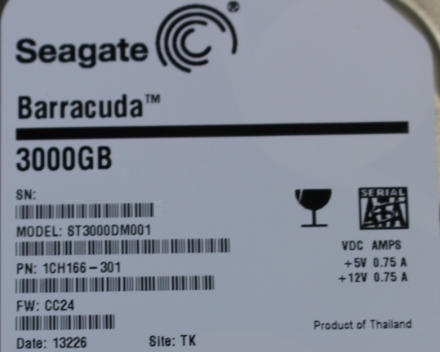 Seagate ®
Barracuda™
3000GB
SN:
MODEL: ST3000DM001
PN: 1CH166-301
FW: CC24
Date: 13226 Site: TK
SERIAL
ATA
VDC AMPS
+5V 0.75 A
+12V 0.75 A
Product of Thailand